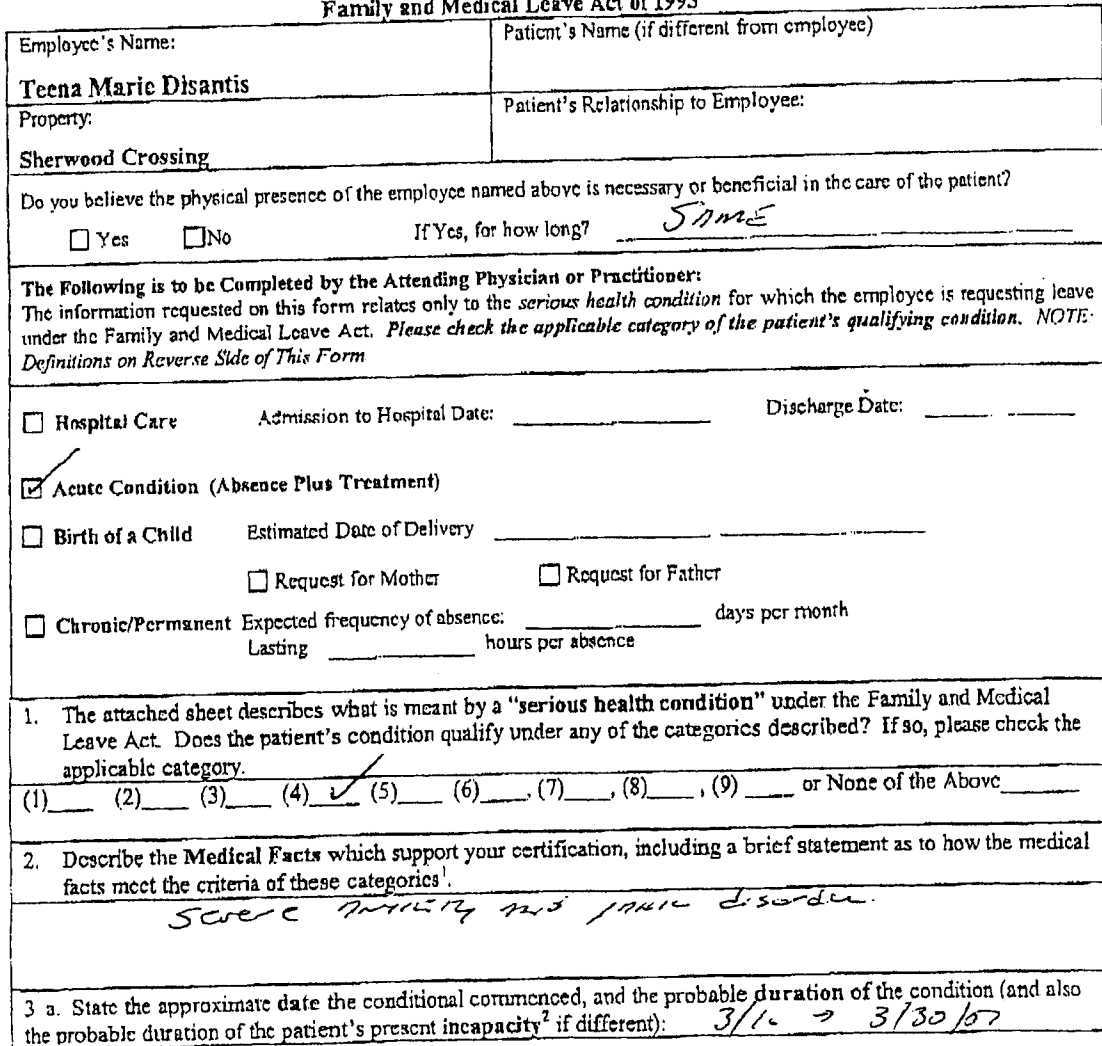 Family and Medical Leave Act of 1993
Employee's Name:
Patient's Name (if different from employee)
Teena Marie Disantis
Property:
Patient's Relationship to Employee:
Sherwood Crossing
Do you believe the physical presence of the employee named above is necessary or beneficial in the care of the patient?
Yes No If Yes, for how long? SAME
The Following is to be Completed by the Attending Physician or Practitioner:
The information requested on this form relates only to the serious health condition for which the employee is requesting leave
under the Family and Medical Leave Act. Please check the applicable category of the patient's qualifying condition. NOTE:
Definitions on Reverse Side of This Form
Hospital Care Admission to Hospital Date: Discharge Date:
Acute Condition (Absence Plus Treatment)
Birth of a Child Estimated Date of Delivery
Request for Mother Request for Father
Chronic/Permanent Expected frequency of absence: days per month
Lasting hours per absence
1. The attached sheet describes what is meant by a "serious health condition" under the Family and Medical
Leave Act. Does the patient's condition qualify under any of the categories described? If so, please check the
applicable category.
(1)____ (2)____ (3)____ (4) ✓ (5)____ (6)____, (7)____, (8)____, (9) ____ or None of the Above______
2. Describe the Medical Facts which support your certification, including a brief statement as to how the medical
facts meet the criteria of these categories¹.
Severe panic disorder.
3 a. State the approximate date the conditional commenced, and the probable duration of the condition (and also
the probable duration of the patient's present incapacity² if different): → 3/30/07